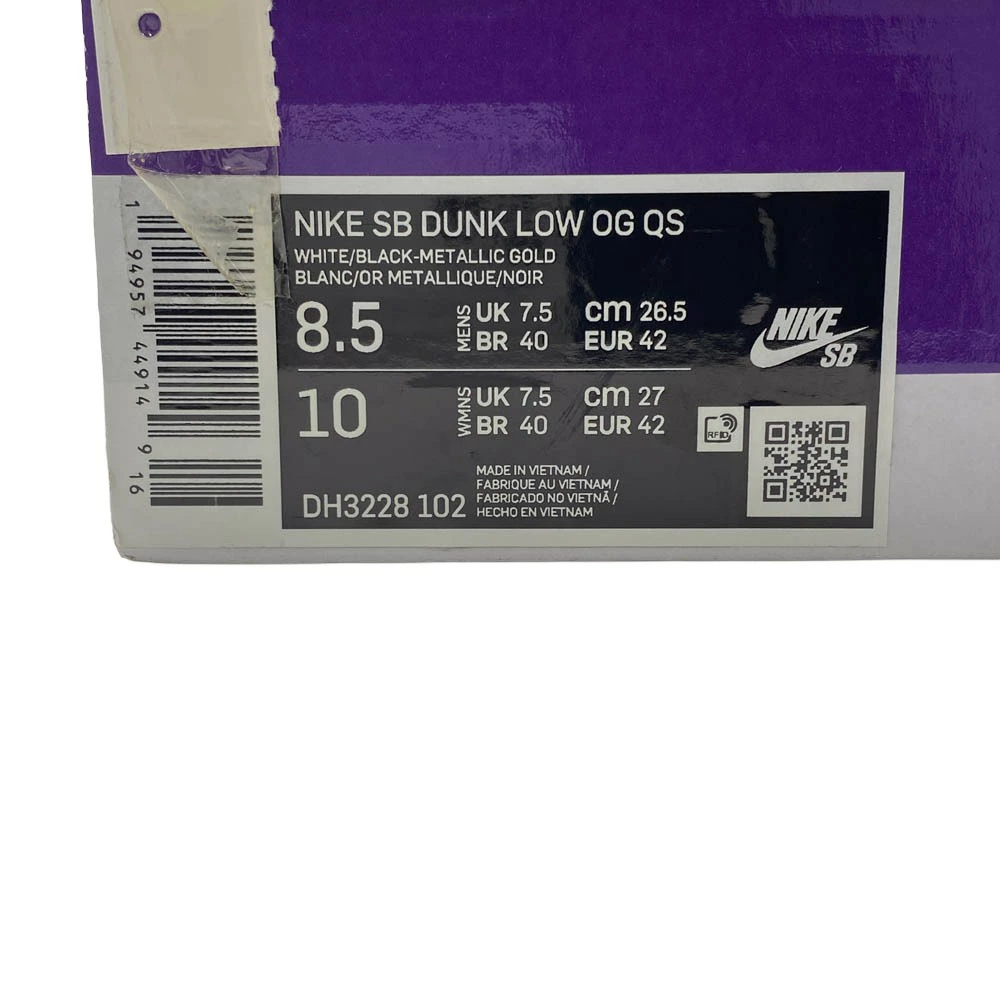 NIKE SB DUNK LOW OG QS
WHITE/BLACK-METALLIC GOLD
BLANC/OR METALLIQUE/NOIR
8.5 MENS UK 7.5 cm 26.5
BR 40 EUR 42
10 WMNS UK 7.5 cm 27
BR 40 EUR 42
NIKE
SB
RFID
DH3228 102
MADE IN VIETNAM /
FABRIQUE AU VIETNAM /
FABRICADO NO VIETNÃ /
HECHO EN VIETNAM
1 94957 44914 9 16